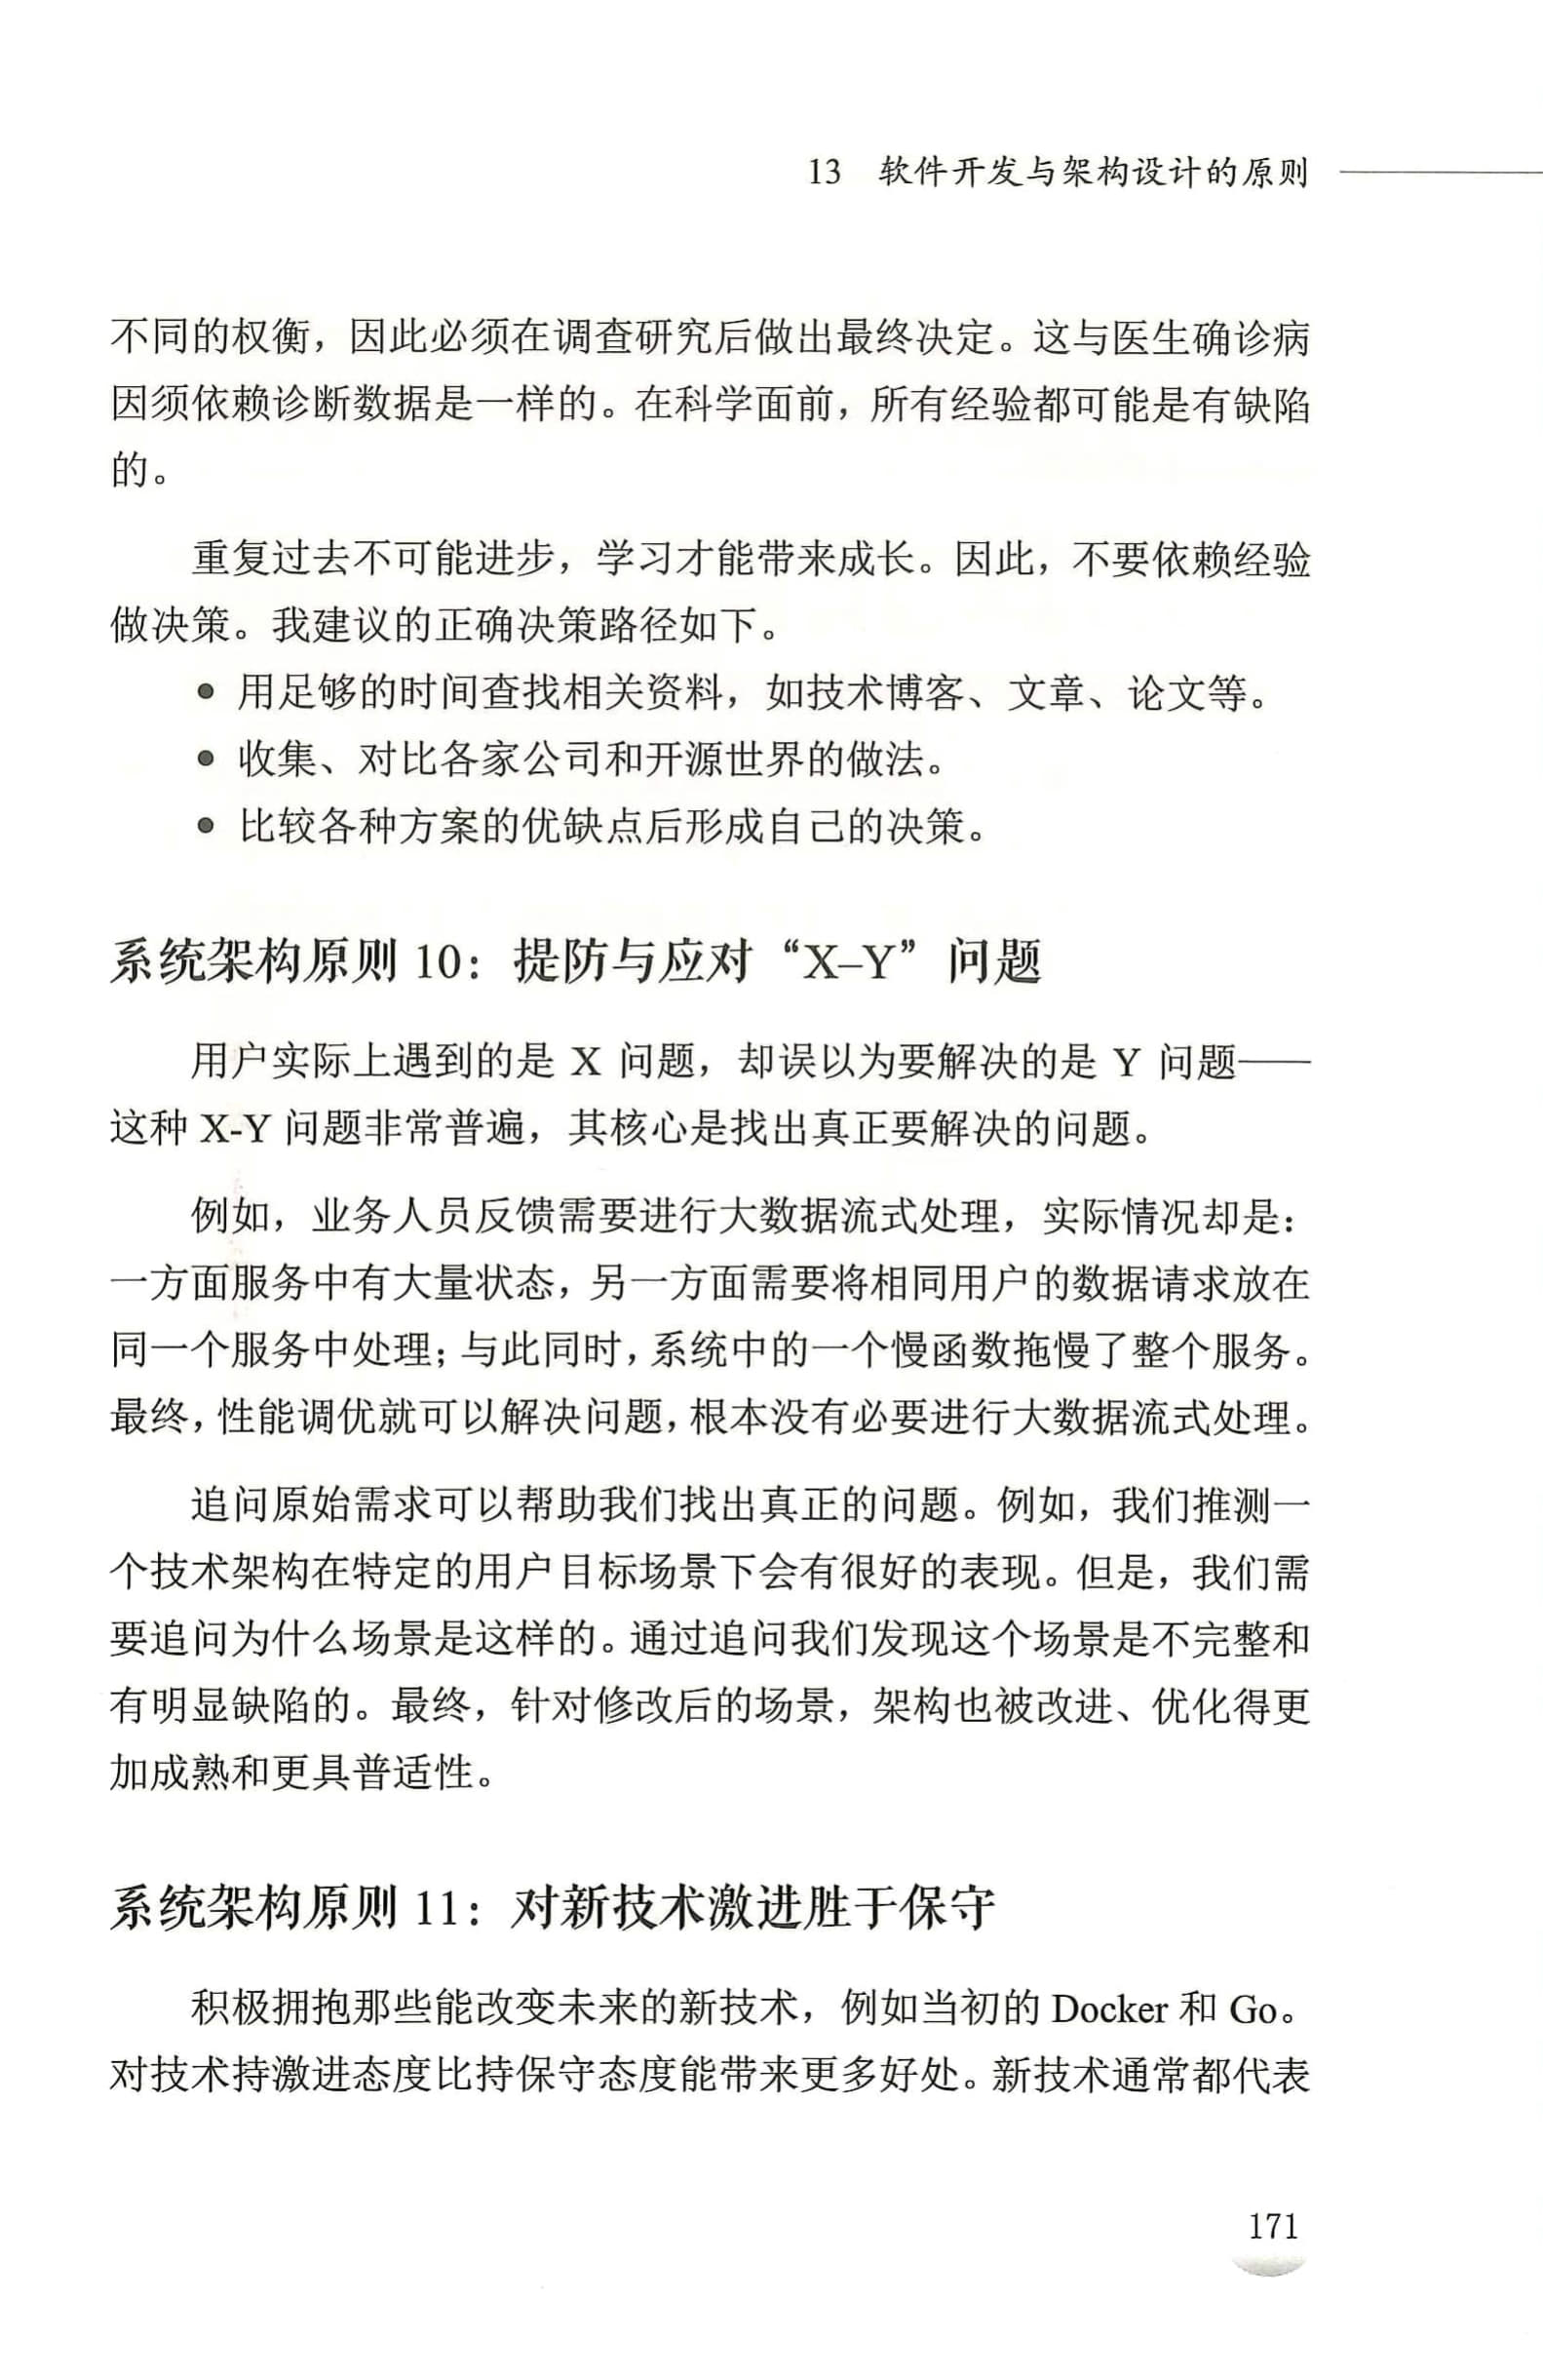 13 软件开发与架构设计的原则
不同的权衡，因此必须在调查研究后做出最终决定。这与医生确诊病
因须依赖诊断数据是一样的。在科学面前，所有经验都可能是有缺陷
的。
重复过去不可能进步，学习才能带来成长。因此，不要依赖经验
做决策。我建议的正确决策路径如下。
● 用足够的时间查找相关资料，如技术博客、文章、论文等。
● 收集、对比各家公司和开源世界的做法。
● 比较各种方案的优缺点后形成自己的决策。
系统架构原则 10：提防与应对“X–Y”问题
用户实际上遇到的是 X 问题，却误以为要解决的是 Y 问题——
这种 X-Y 问题非常普遍，其核心是找出真正要解决的问题。
例如，业务人员反馈需要进行大数据流式处理，实际情况却是：
一方面服务中有大量状态，另一方面需要将相同用户的数据请求放在
同一个服务中处理；与此同时，系统中的一个慢函数拖慢了整个服务。
最终，性能调优就可以解决问题，根本没有必要进行大数据流式处理。
追问原始需求可以帮助我们找出真正的问题。例如，我们推测一
个技术架构在特定的用户目标场景下会有很好的表现。但是，我们需
要追问为什么场景是这样的。通过追问我们发现这个场景是不完整和
有明显缺陷的。最终，针对修改后的场景，架构也被改进、优化得更
加成熟和更具普适性。
系统架构原则 11：对新技术激进胜于保守
积极拥抱那些能改变未来的新技术，例如当初的 Docker 和 Go。
对技术持激进态度比持保守态度能带来更多好处。新技术通常都代表
171